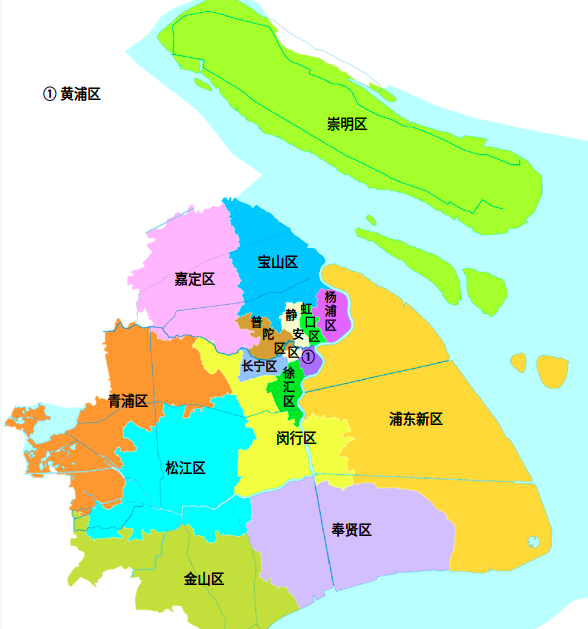 ① 黄浦区
崇明区
嘉定区
宝山区
杨浦区
虹口区
静安区
普陀区
①
长宁区
徐汇区
青浦区
浦东新区
闵行区
松江区
奉贤区
金山区